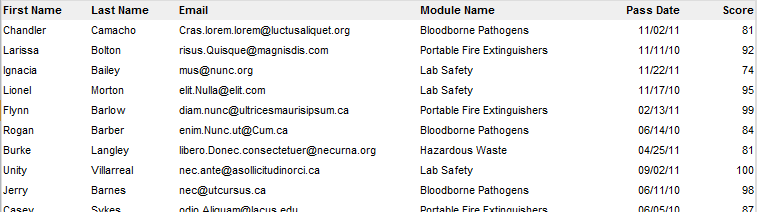 First Name Last Name Email Module Name Pass Date Score
Chandler Camacho Cras.lorem.lorem@luctusaliquet.org Bloodborne Pathogens 11/02/11 81
Larissa Bolton risus.Quisque@magnisdis.com Portable Fire Extinguishers 11/11/10 92
Ignacia Bailey mus@nunc.org Lab Safety 11/22/11 74
Lionel Morton elit.Nulla@elit.com Lab Safety 11/17/10 95
Flynn Barlow diam.nunc@ultricesmaurisipsum.ca Portable Fire Extinguishers 02/13/11 99
Rogan Barber enim.Nunc.ut@Cum.ca Bloodborne Pathogens 06/14/10 84
Burke Langley libero.Donec.consectetuer@necurna.org Hazardous Waste 04/25/11 81
Unity Villarreal nec.ante@asollicitudinorci.ca Lab Safety 09/02/11 100
Jerry Barnes nec@utcursus.ca Bloodborne Pathogens 06/11/10 98
Casey Sykes odio.Aliquam@lacus.edu Portable Fire Extinguishers 06/05/10 87